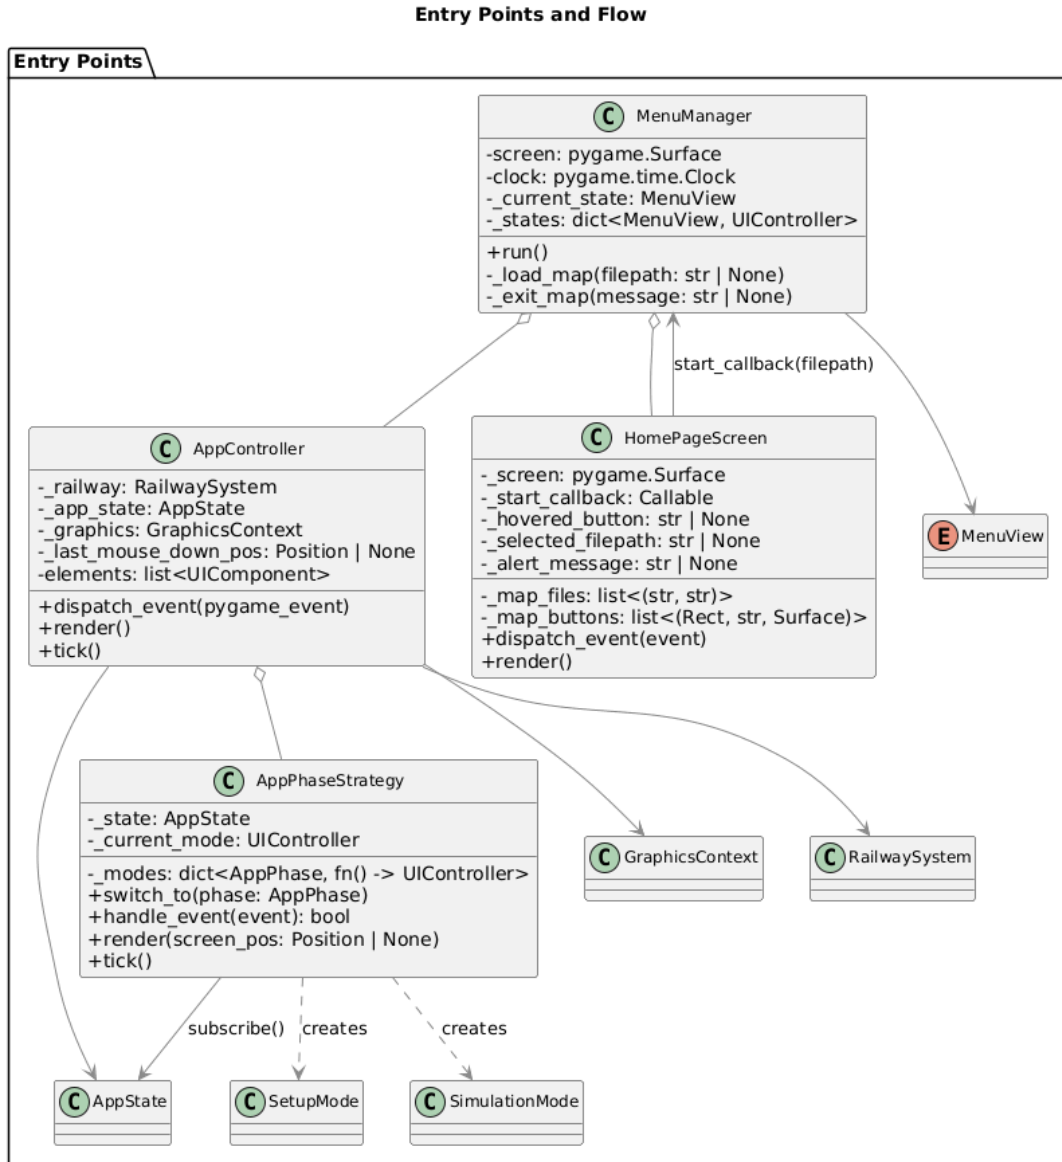 Entry Points and Flow
Entry Points
C MenuManager
-screen: pygame.Surface
-clock: pygame.time.Clock
-_current_state: MenuView
-_states: dict<MenuView, UIController>
+run()
-_load_map(filepath: str | None)
-_exit_map(message: str | None)
start_callback(filepath)
C AppController
-_railway: RailwaySystem
-_app_state: AppState
-_graphics: GraphicsContext
-_last_mouse_down_pos: Position | None
-elements: list<UIComponent>
+dispatch_event(pygame_event)
+render()
+tick()
C HomePageScreen
-_screen: pygame.Surface
-_start_callback: Callable
-_hovered_button: str | None
-_selected_filepath: str | None
-_alert_message: str | None
-_map_files: list<(str, str)>
-_map_buttons: list<(Rect, str, Surface)>
+dispatch_event(event)
+render()
E MenuView
C AppPhaseStrategy
-_state: AppState
-_current_mode: UIController
-_modes: dict<AppPhase, fn() -> UIController>
+switch_to(phase: AppPhase)
+handle_event(event): bool
+render(screen_pos: Position | None)
+tick()
C GraphicsContext
C RailwaySystem
subscribe()
creates
creates
C AppState
C SetupMode
C SimulationMode